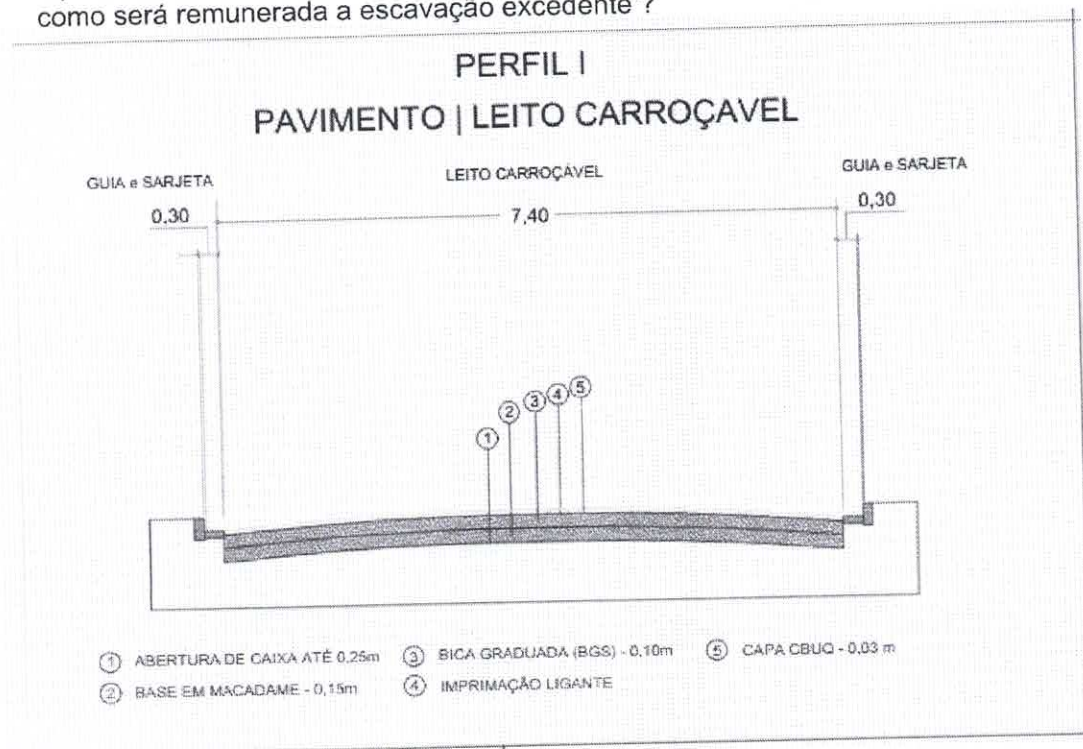 como será remunerada a escavação excedente ?
PERFIL I
PAVIMENTO | LEITO CARROÇAVEL
GUIA e SARJETA
LEITO CARROÇÁVEL
GUIA e SARJETA
0,30
7,40
0,30
1
2
3
4
5
1 ABERTURA DE CAIXA ATÉ 0,25m
3 BICA GRADUADA (BGS) - 0,10m
5 CAPA CBUQ - 0,03 m
2 BASE EM MACADAME - 0,15m
4 IMPRIMAÇÃO LIGANTE